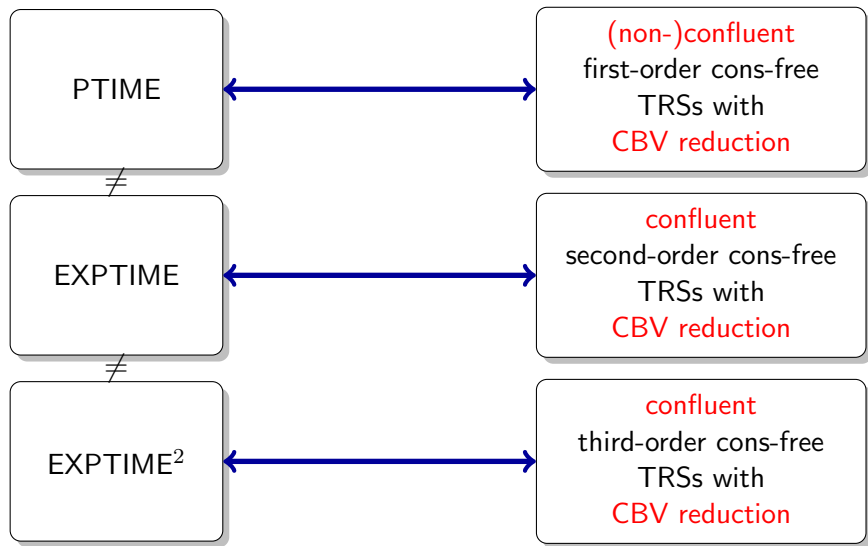 PTIME
(non-)confluent
first-order cons-free
TRSs with
CBV reduction
≠
EXPTIME
confluent
second-order cons-free
TRSs with
CBV reduction
≠
EXPTIME²
confluent
third-order cons-free
TRSs with
CBV reduction